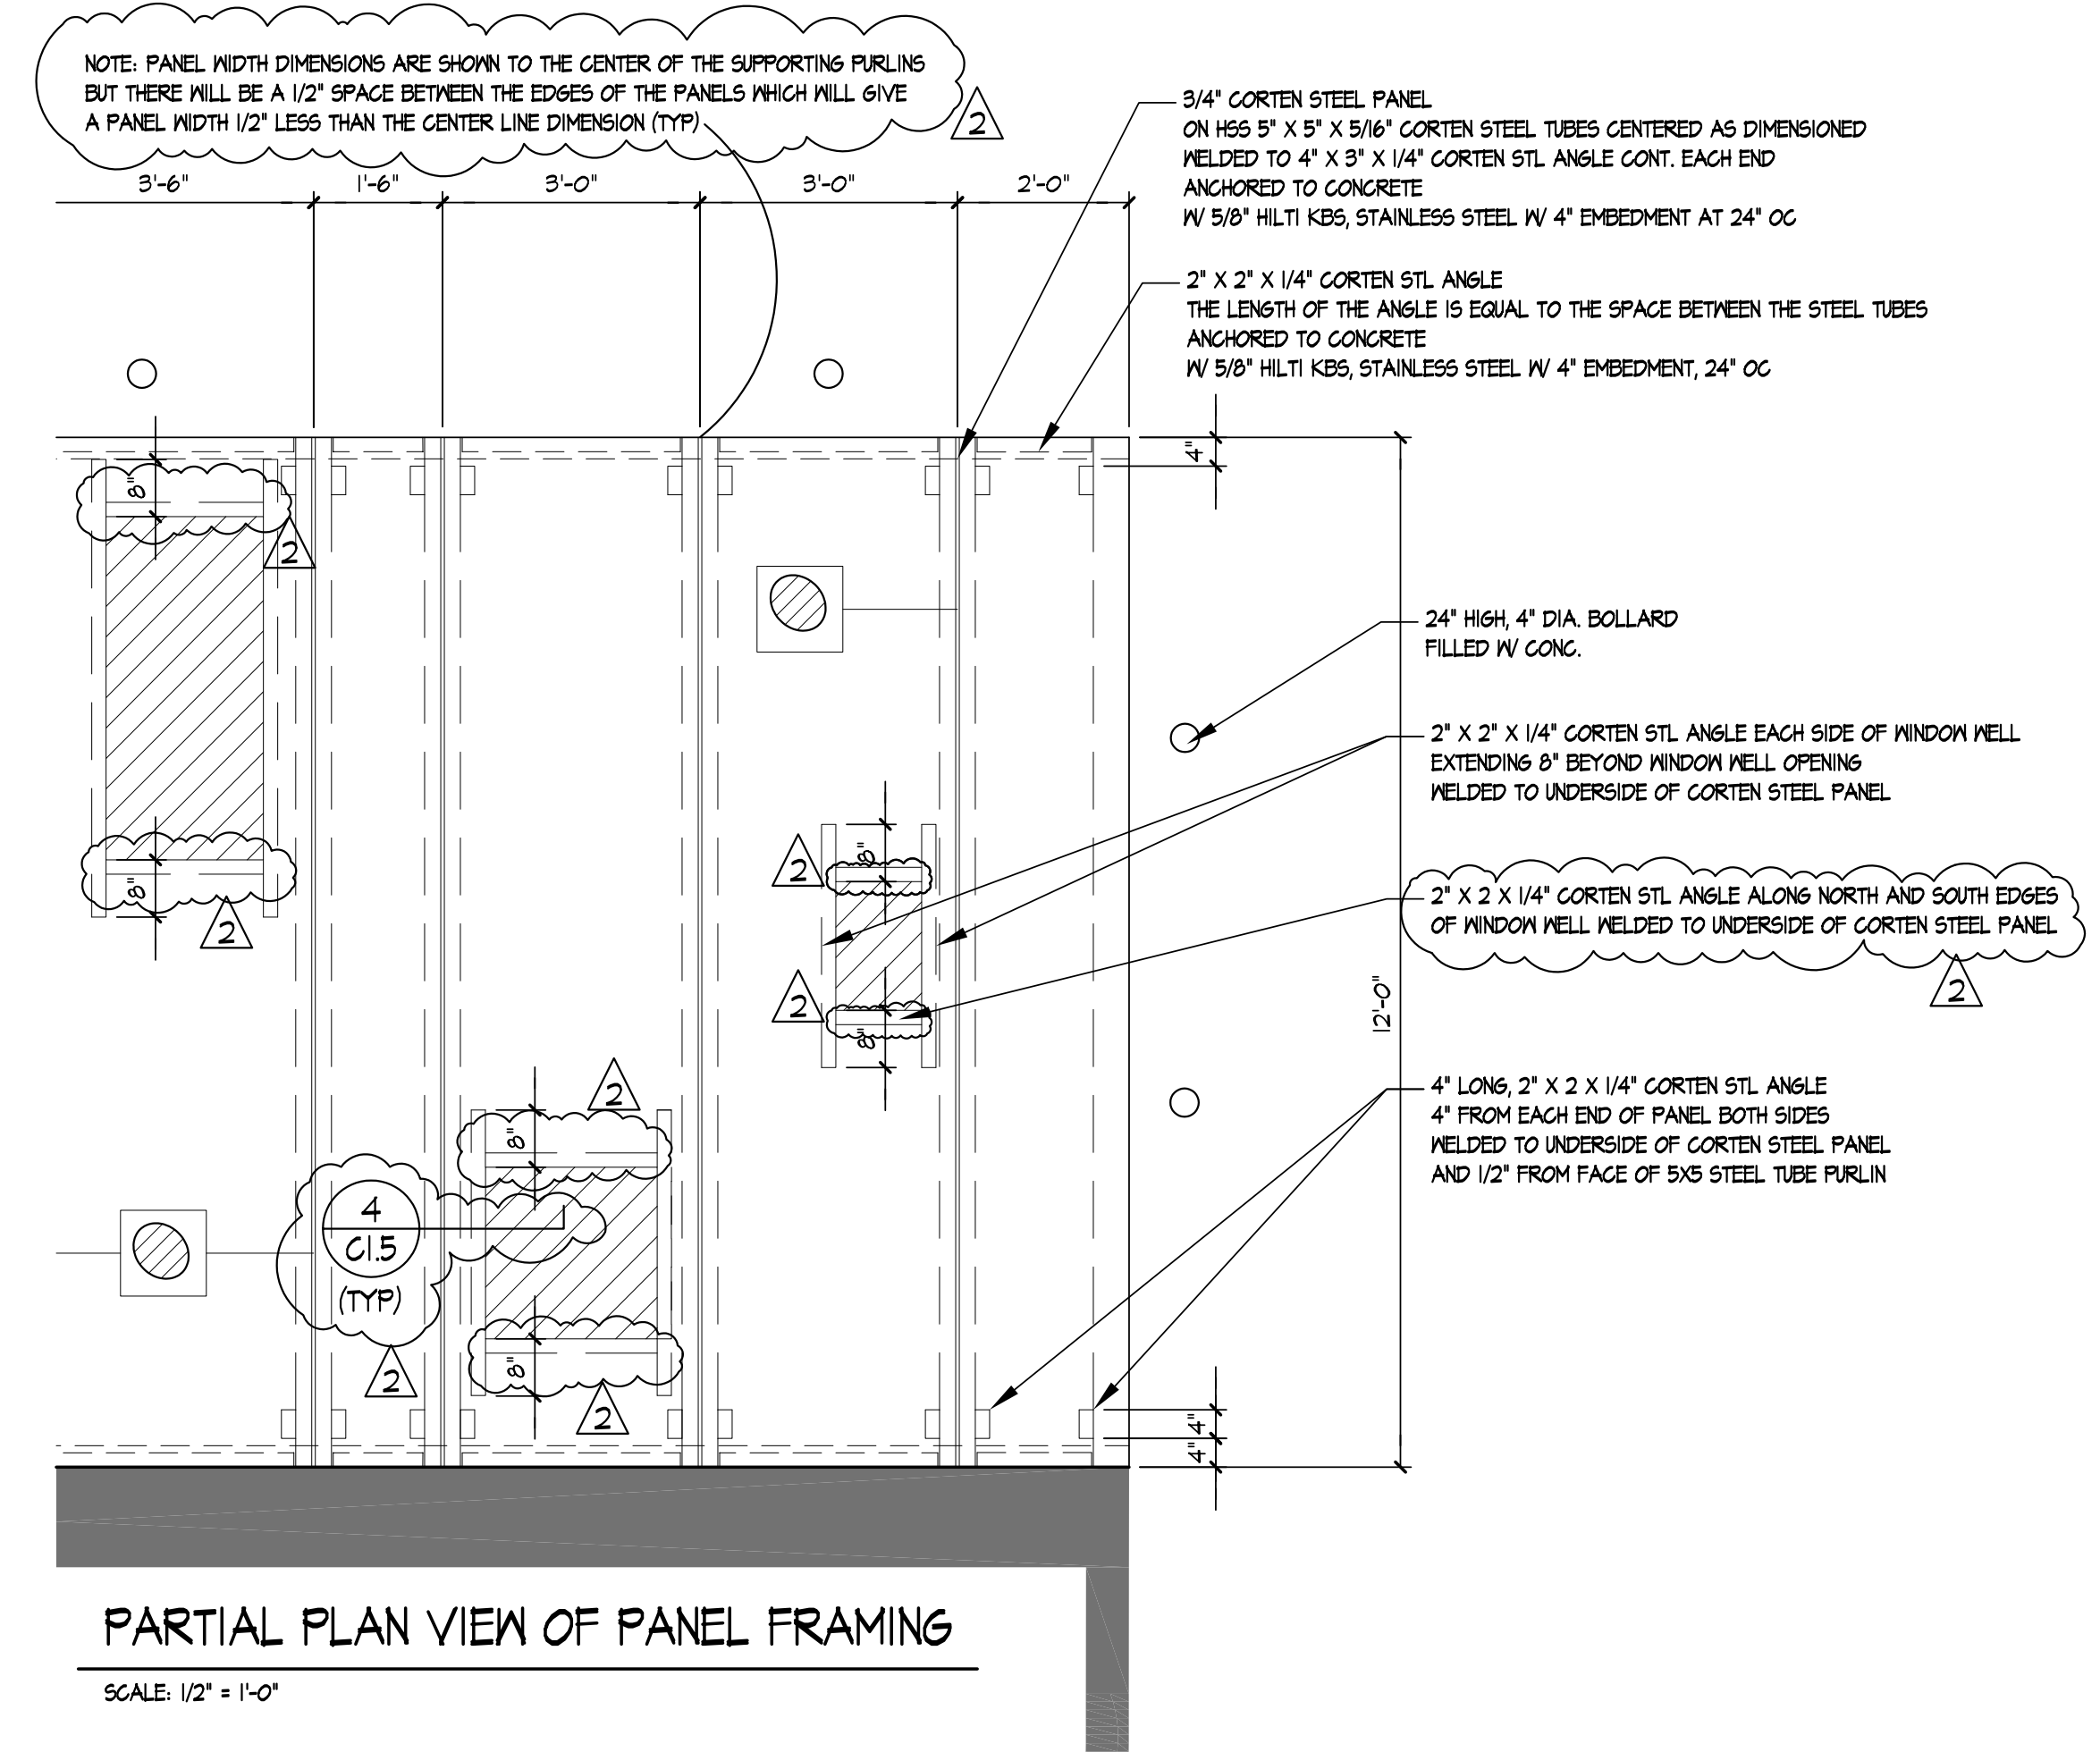 NOTE: PANEL WIDTH DIMENSIONS ARE SHOWN TO THE CENTER OF THE SUPPORTING PURLINS
BUT THERE WILL BE A 1/2" SPACE BETWEEN THE EDGES OF THE PANELS WHICH WILL GIVE
A PANEL WIDTH 1/2" LESS THAN THE CENTER LINE DIMENSION (TYP)
2
3'-6"
1'-6"
3'-0"
3'-0"
2'-0"
3/4" CORTEN STEEL PANEL
ON HSS 5" X 5" X 5/16" CORTEN STEEL TUBES CENTERED AS DIMENSIONED
WELDED TO 4" X 3" X 1/4" CORTEN STL ANGLE CONT. EACH END
ANCHORED TO CONCRETE
W/ 5/8" HILTI KBS, STAINLESS STEEL W/ 4" EMBEDMENT AT 24" OC
2" X 2" X 1/4" CORTEN STL ANGLE
THE LENGTH OF THE ANGLE IS EQUAL TO THE SPACE BETWEEN THE STEEL TUBES
ANCHORED TO CONCRETE
W/ 5/8" HILTI KBS, STAINLESS STEEL W/ 4" EMBEDMENT, 24" OC
4"
8"
2
24" HIGH, 4" DIA. BOLLARD
FILLED W/ CONC.
2" X 2" X 1/4" CORTEN STL ANGLE EACH SIDE OF WINDOW WELL
EXTENDING 8" BEYOND WINDOW WELL OPENING
WELDED TO UNDERSIDE OF CORTEN STEEL PANEL
8"
2
2
8"
2" X 2 X 1/4" CORTEN STL ANGLE ALONG NORTH AND SOUTH EDGES
OF WINDOW WELL WELDED TO UNDERSIDE OF CORTEN STEEL PANEL
2
2
8"
12'-0"
4" LONG, 2" X 2 X 1/4" CORTEN STL ANGLE
4" FROM EACH END OF PANEL BOTH SIDES
WELDED TO UNDERSIDE OF CORTEN STEEL PANEL
AND 1/2" FROM FACE OF 5X5 STEEL TUBE PURLIN
2
8"
4
C1.5
(TYP)
2
8"
2
4"
4"
PARTIAL PLAN VIEW OF PANEL FRAMING
SCALE: 1/2" = 1'-0"